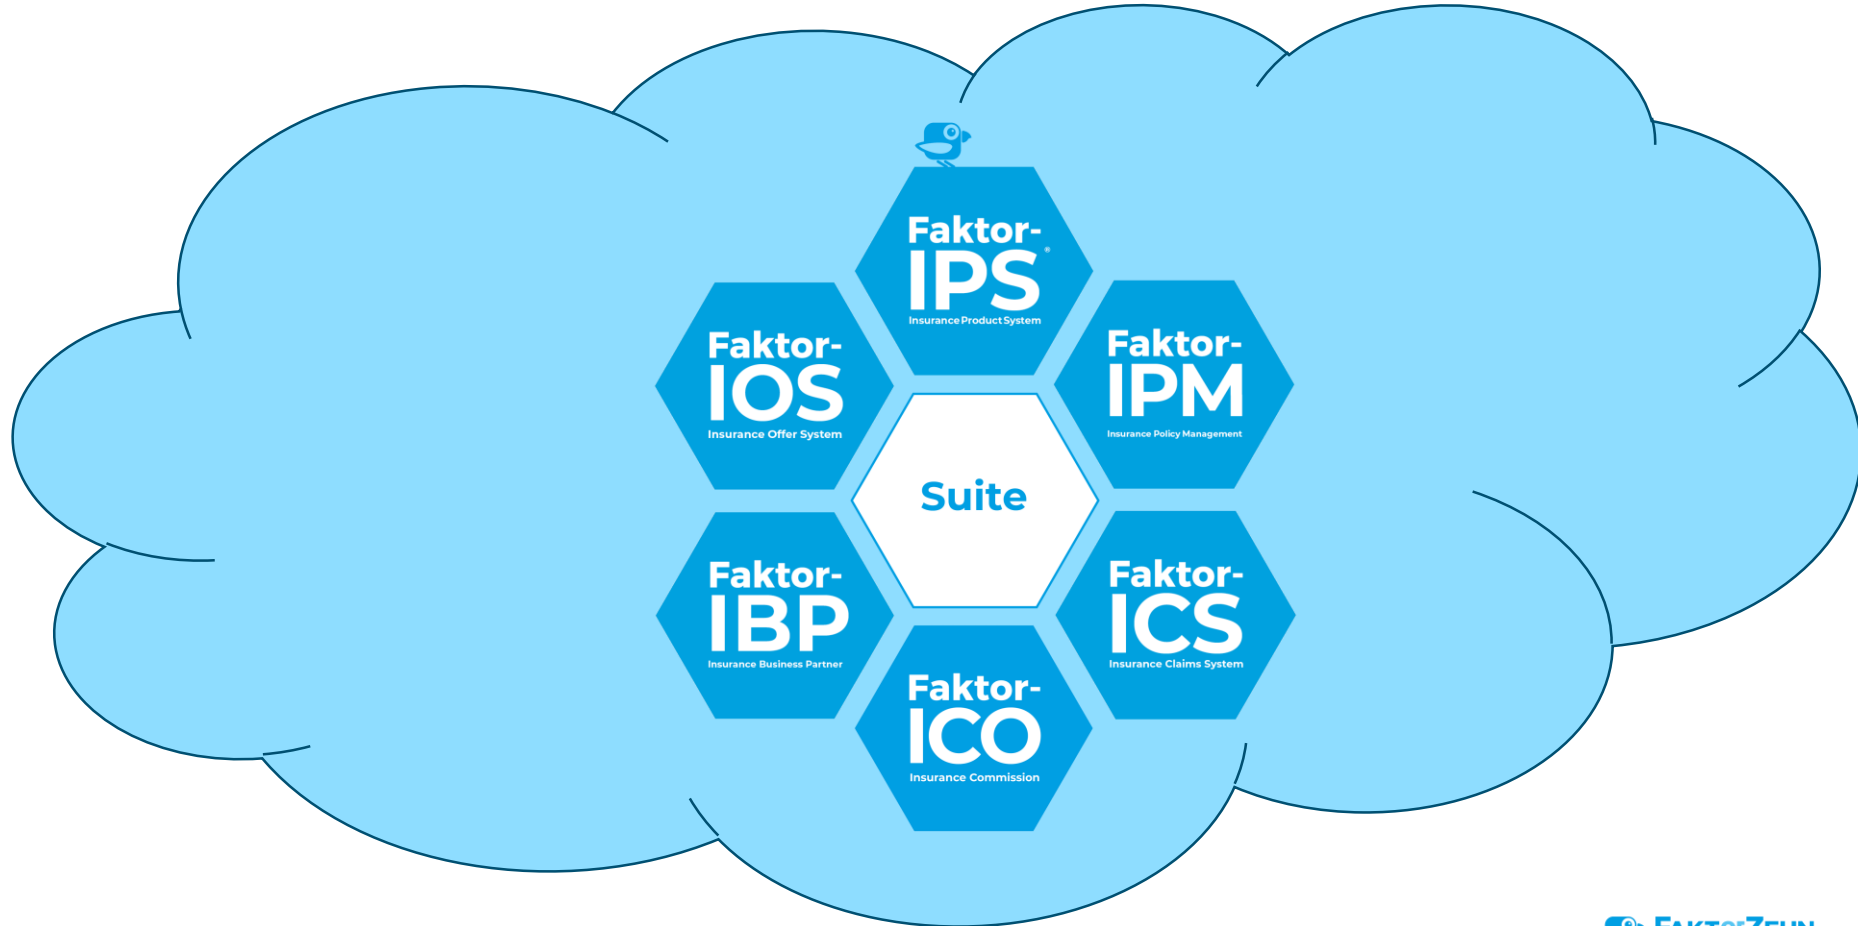 Faktor-
IPS®
Insurance Product System
Faktor-
IOS
Insurance Offer System
Faktor-
IPM
Insurance Policy Management
Suite
Faktor-
IBP
Insurance Business Partner
Faktor-
ICS
Insurance Claims System
Faktor-
ICO
Insurance Commission
FAKTORZEHN